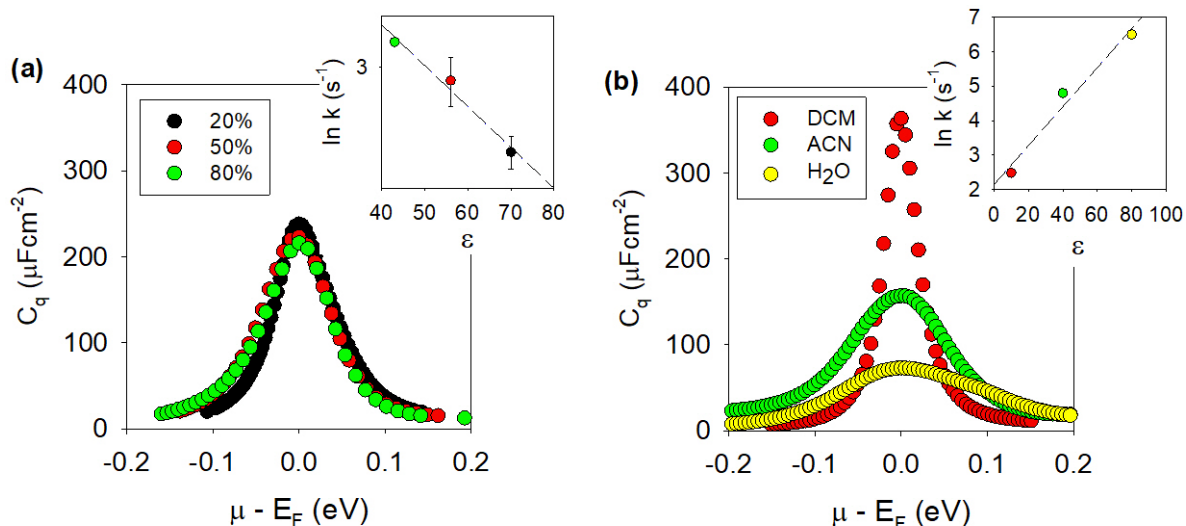 (a)
400
300
200
100
0
Cq (μFcm⁻²)
20%
50%
80%
-0.2 -0.1 0.0 0.1 0.2
μ - EF (eV)
ln k (s⁻¹)
3
40 50 60 70 80
ε
(b)
400
300
200
100
0
Cq (μFcm⁻²)
DCM
ACN
H₂O
-0.2 -0.1 0.0 0.1 0.2
μ - EF (eV)
ln k (s⁻¹)
7
6
5
4
3
2
0 20 40 60 80 100
ε